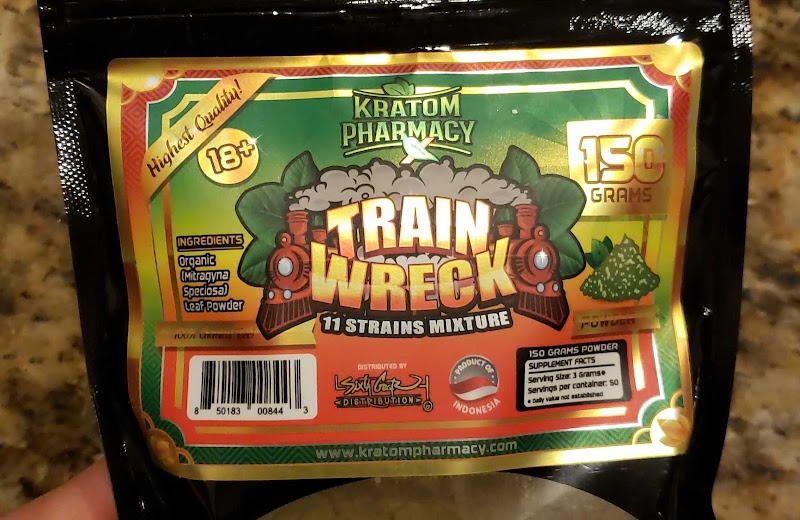 Highest Quality!
18+
KRATOM
PHARMACY
150
GRAMS
TRAIN
WRECK
11 STRAINS MIXTURE
INGREDIENTS
Organic
(Mitragyna
Speciosa)
Leaf Powder
POWDER
8 50183 00844 3
DISTRIBUTED BY
DISTRIBUTION
PRODUCT OF
INDONESIA
150 GRAMS POWDER
SUPPLEMENT FACTS
Serving size: 3 Grams
Servings per container: 50
Daily value not established
www.kratompharmacy.com